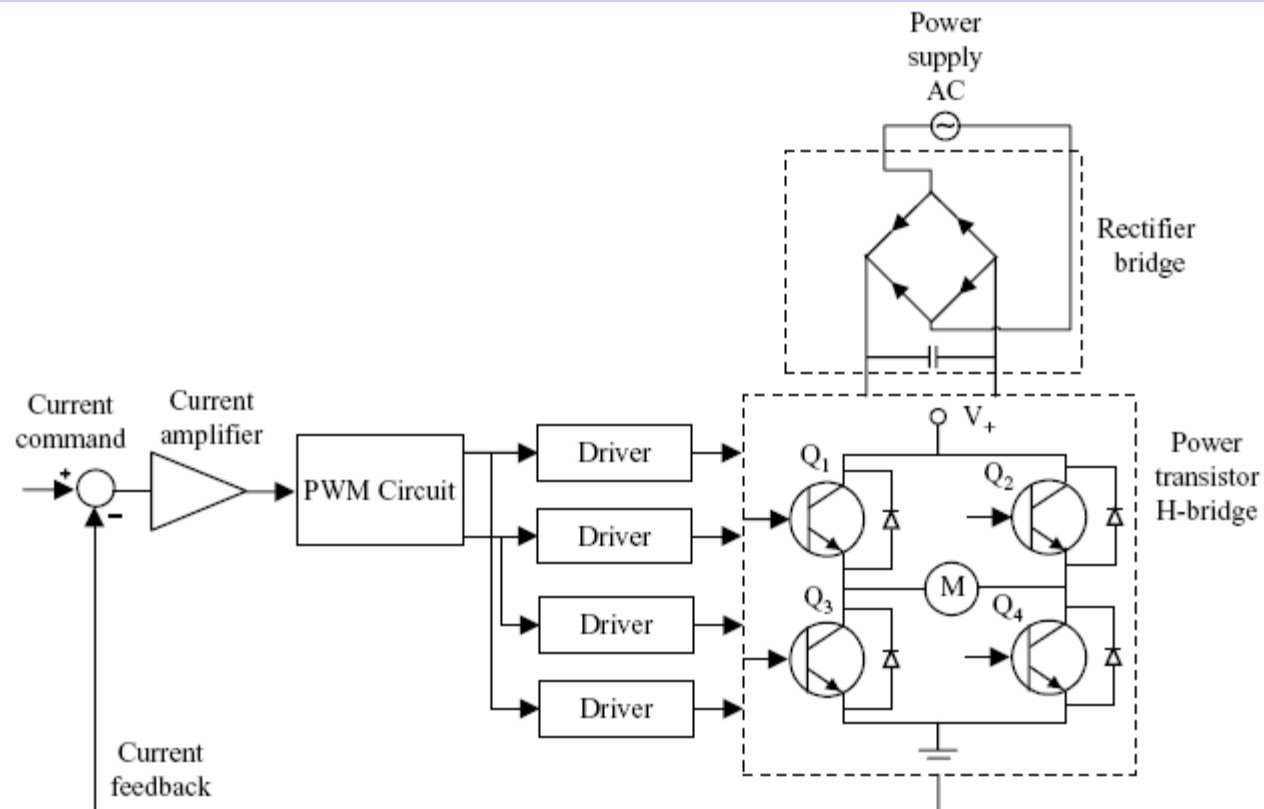 Power
supply
AC
~
Rectifier
bridge
Current
command
+
−
Current
amplifier
PWM Circuit
Driver
Driver
Driver
Driver
V+
Q1
Q2
M
Q3
Q4
Power
transistor
H-bridge
Current
feedback